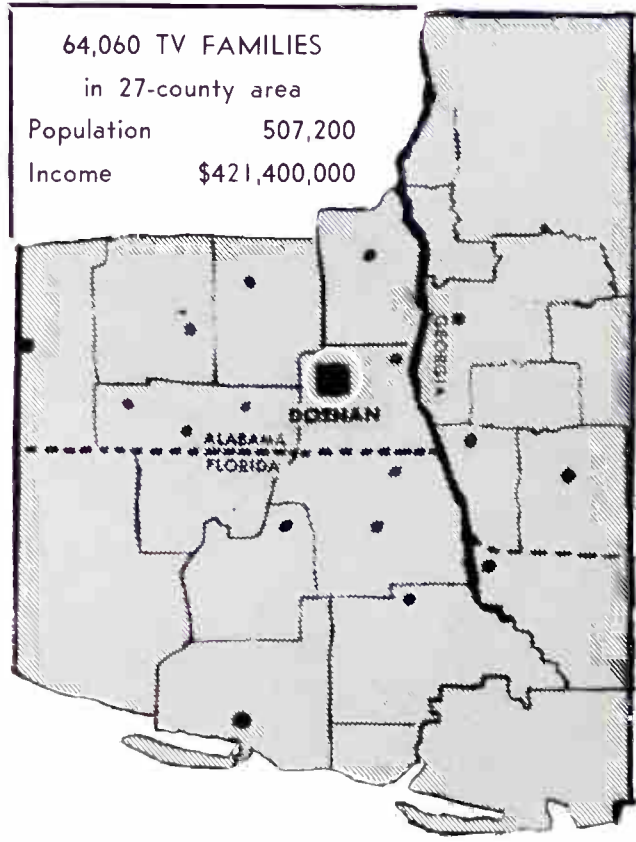 64,060 TV FAMILIES
in 27-county area
Population 507,200
Income $421,400,000
GEORGIA
DOTHAN
ALABAMA
FLORIDA